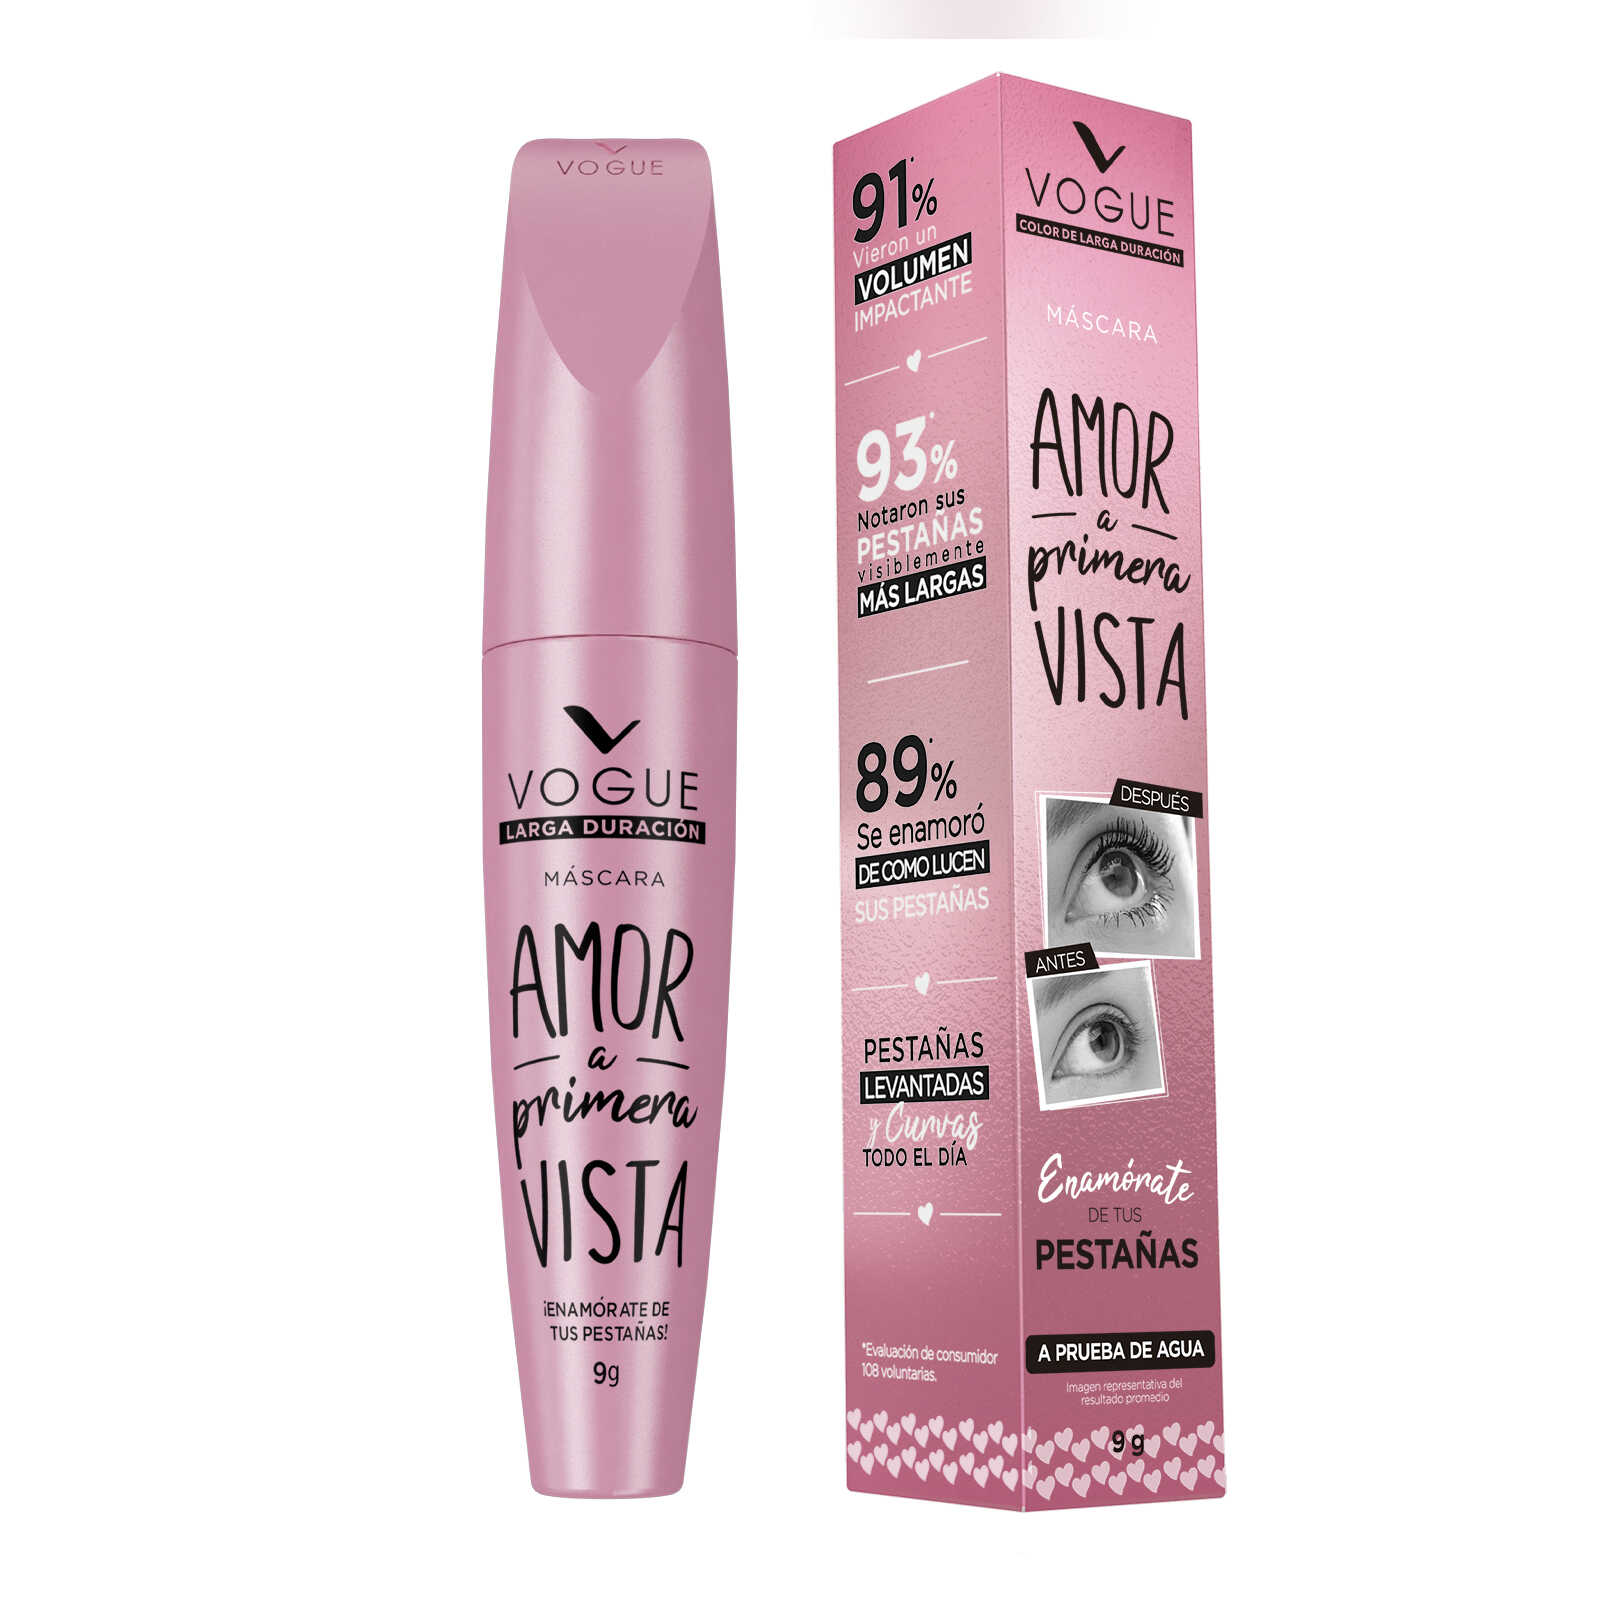 VOGUE
VOGUE
LARGA DURACIÓN
MÁSCARA
AMOR
a
primera
VISTA
¡ENAMÓRATE DE
TUS PESTAÑAS!
9g
91*%
Vieron un
VOLUMEN
IMPACTANTE
93*%
Notaron sus
PESTAÑAS
visiblemente
MÁS LARGAS
89*%
Se enamoró
DE COMO LUCEN
SUS PESTAÑAS
PESTAÑAS
LEVANTADAS
y Curvas
TODO EL DÍA
*Evaluación de consumidor
108 voluntarias.
VOGUE
COLOR DE LARGA DURACIÓN
MÁSCARA
AMOR
a
primera
VISTA
DESPUÉS
ANTES
Enamórate
DE TUS
PESTAÑAS
A PRUEBA DE AGUA
Imagen representativa del
resultado promedio
9 g